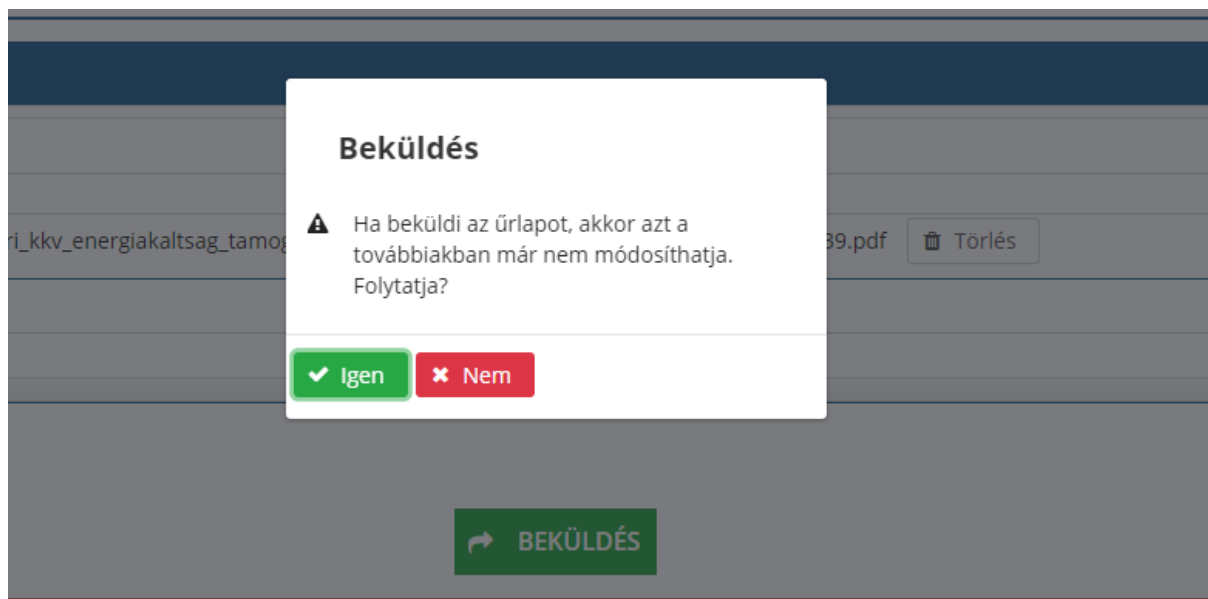 Beküldés
Ha beküldi az űrlapot, akkor azt a
továbbiakban már nem módosíthatja.
Folytatja?
ri_kkv_energiakaltsag_tamog
39.pdf
Törlés
Igen
Nem
BEKÜLDÉS